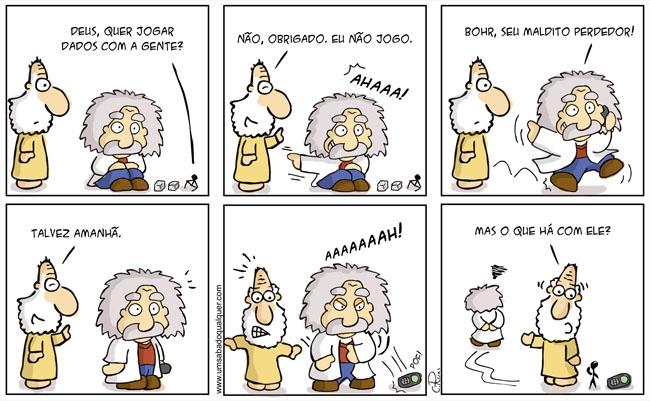 DEUS, QUER JOGAR
DADOS COM A GENTE?
NÃO, OBRIGADO. EU NÃO JOGO.
AHAAA!
BOHR, SEU MALDITO PERDEDOR!
TALVEZ AMANHÃ.
AAAAAAAH!
POF!
www.umsabadoqualquer.com
MAS O QUE HÁ COM ELE?